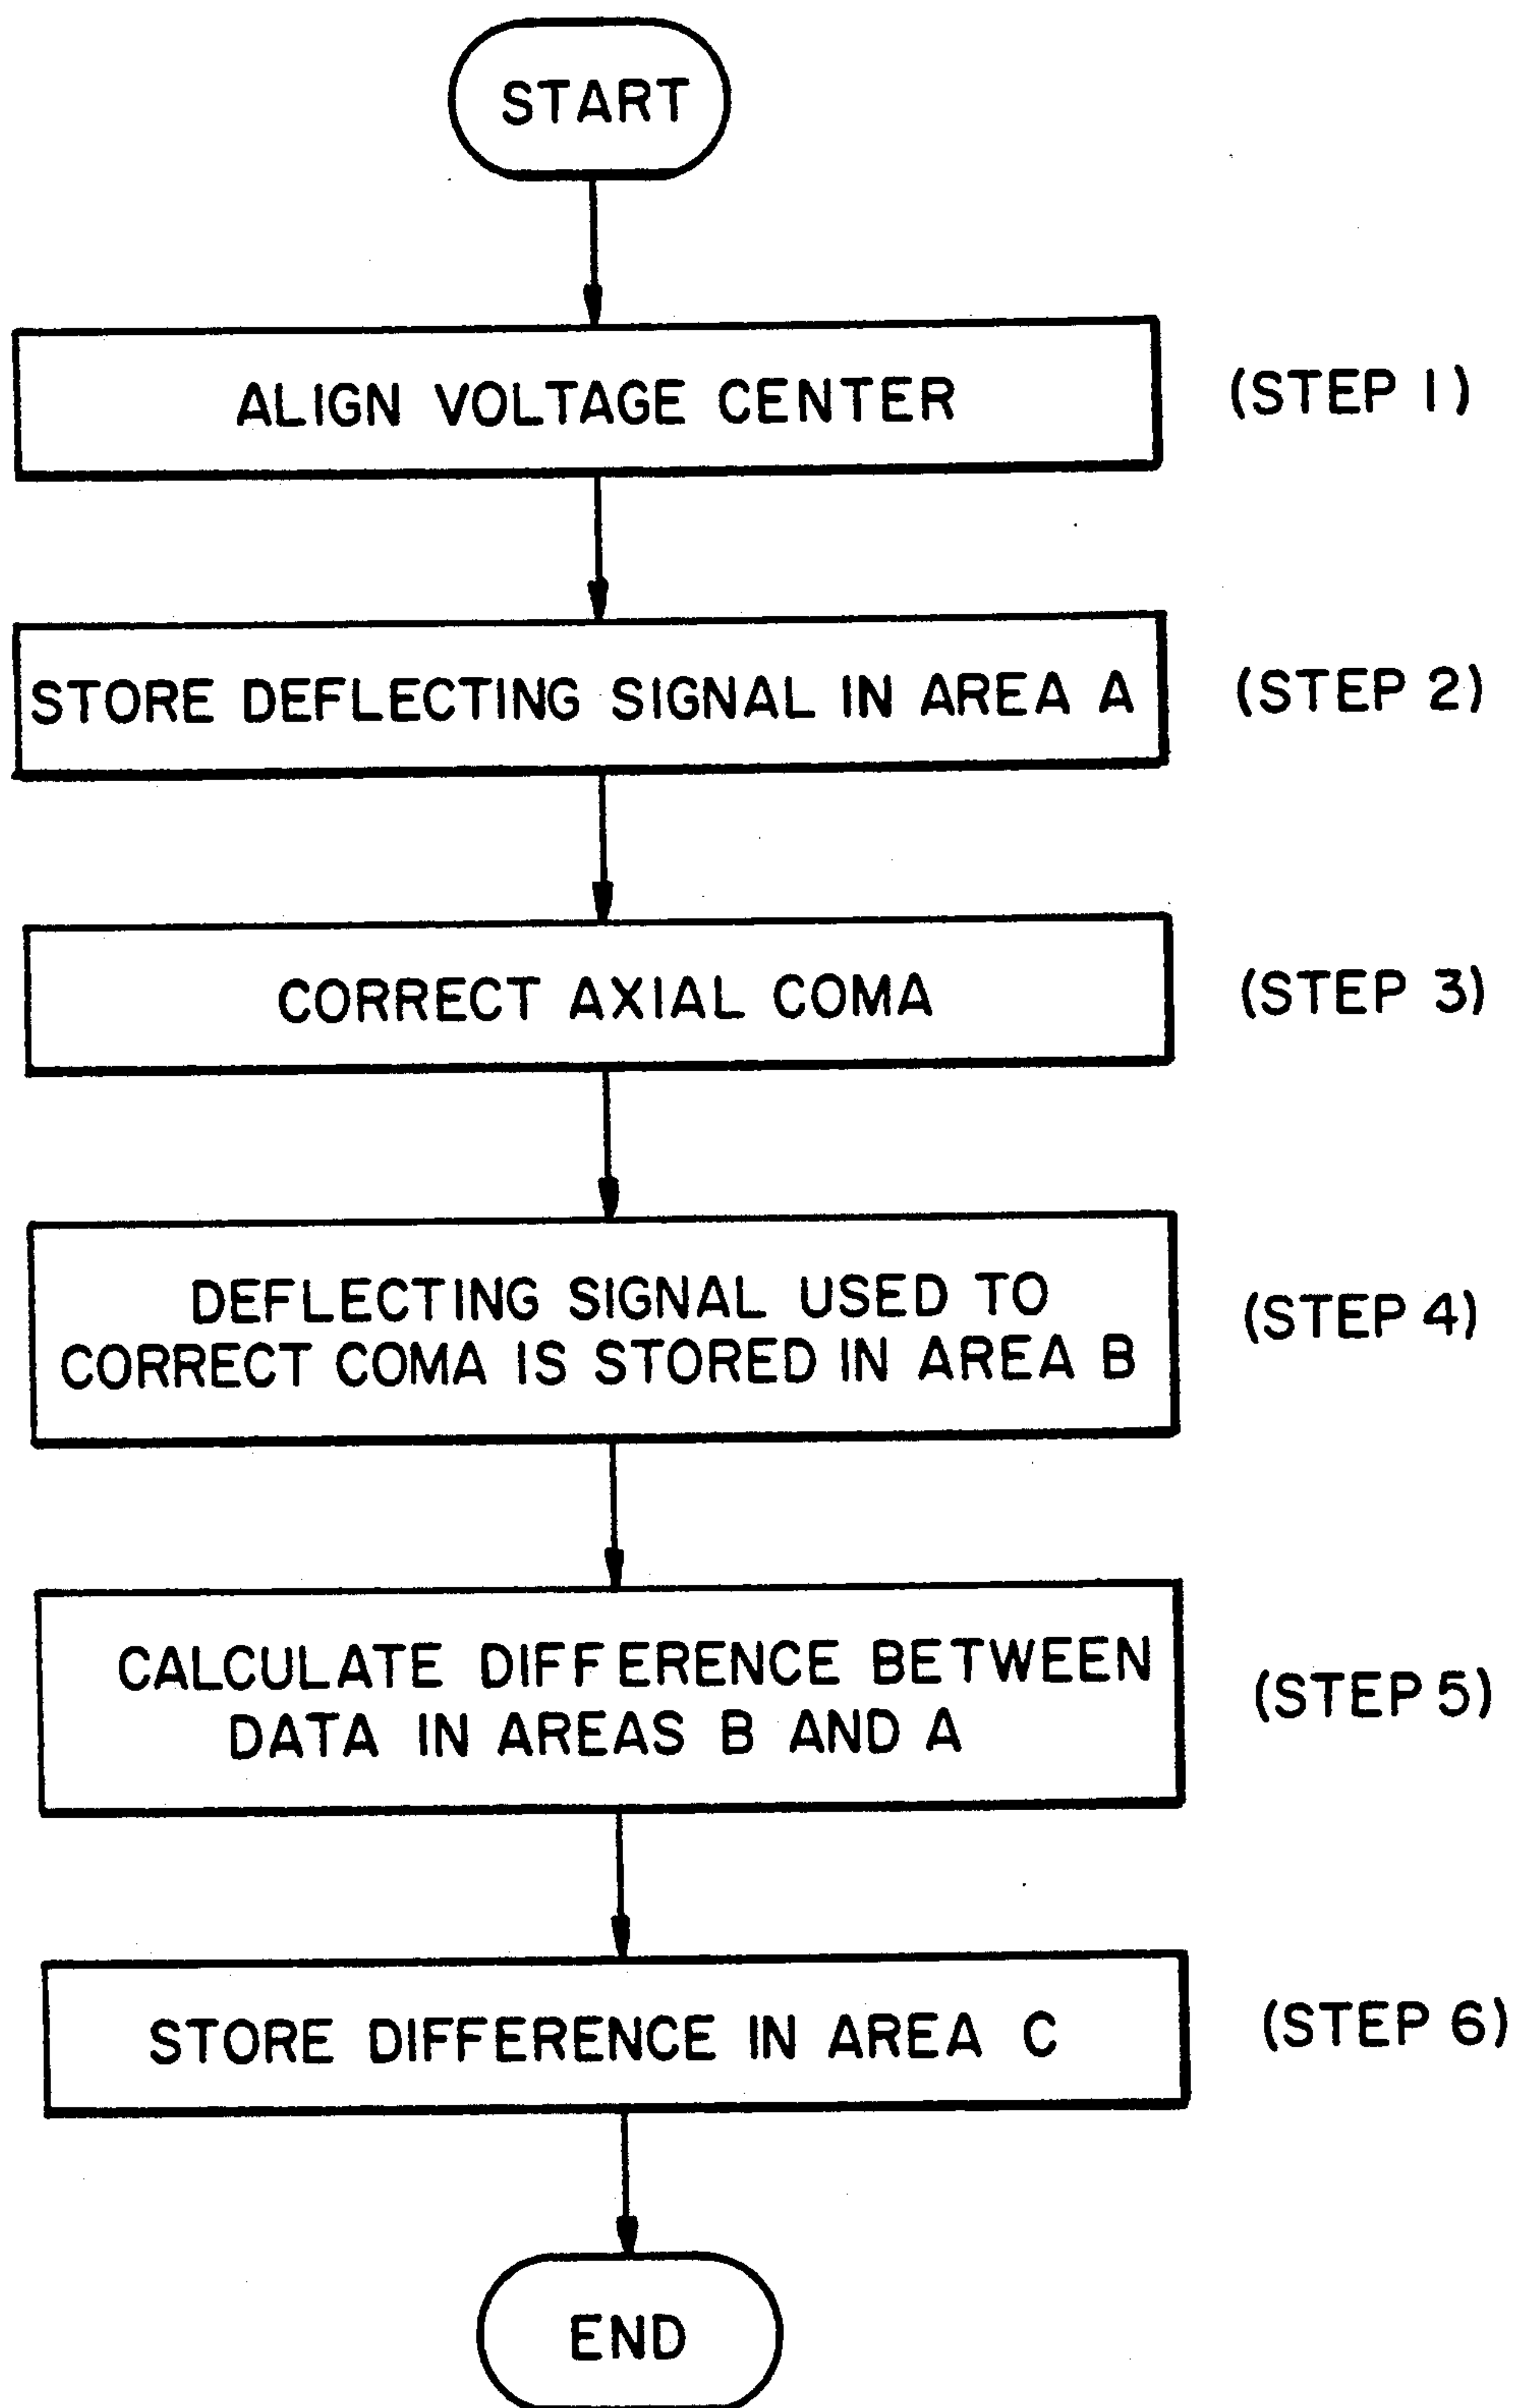 START
ALIGN VOLTAGE CENTER
(STEP 1)
STORE DEFLECTING SIGNAL IN AREA A
(STEP 2)
CORRECT AXIAL COMA
(STEP 3)
DEFLECTING SIGNAL USED TO
CORRECT COMA IS STORED IN AREA B
(STEP 4)
CALCULATE DIFFERENCE BETWEEN
DATA IN AREAS B AND A
(STEP 5)
STORE DIFFERENCE IN AREA C
(STEP 6)
END